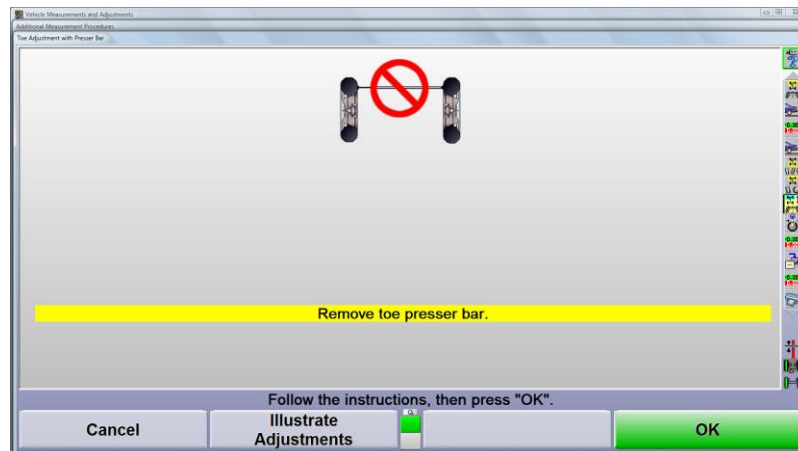 Vehicle Measurements and Adjustments
Additional Measurement Procedures
Toe Adjustment with Presser Bar
Remove toe presser bar.
Follow the instructions, then press "OK".
Cancel
Illustrate
Adjustments
OK